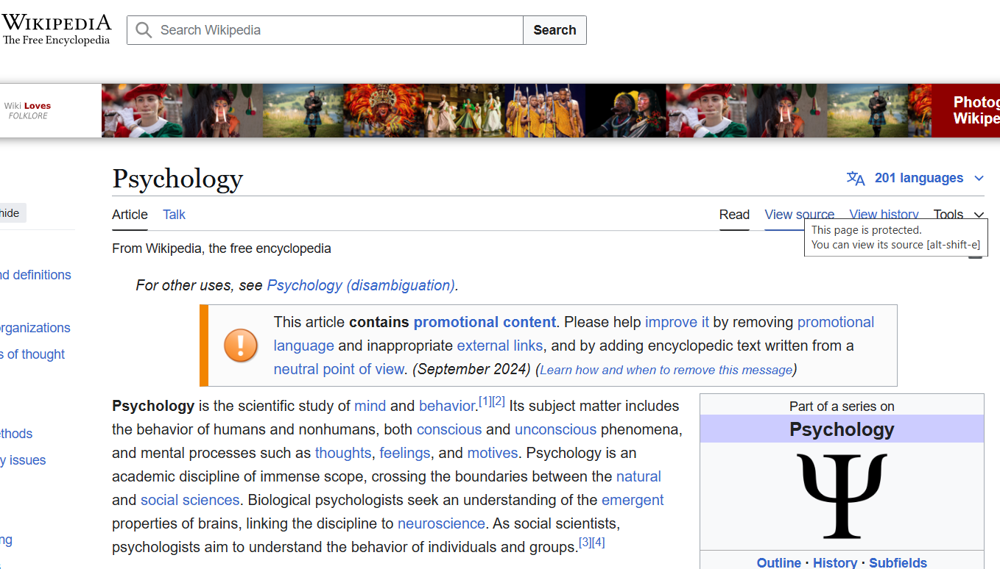 WIKIPEDIA
The Free Encyclopedia
Search Wikipedia
Search
Wiki Loves
FOLKLORE
Photog
Wikipe
Psychology
201 languages
hide
Article Talk
Read View source View history Tools
This page is protected.
You can view its source [alt-shift-e]
From Wikipedia, the free encyclopedia
nd definitions
For other uses, see Psychology (disambiguation).
organizations
s of thought
This article contains promotional content. Please help improve it by removing promotional
language and inappropriate external links, and by adding encyclopedic text written from a
neutral point of view. (September 2024) (Learn how and when to remove this message)
ethods
y issues
ng
Psychology is the scientific study of mind and behavior.[1][2] Its subject matter includes
the behavior of humans and nonhumans, both conscious and unconscious phenomena,
and mental processes such as thoughts, feelings, and motives. Psychology is an
academic discipline of immense scope, crossing the boundaries between the natural
and social sciences. Biological psychologists seek an understanding of the emergent
properties of brains, linking the discipline to neuroscience. As social scientists,
psychologists aim to understand the behavior of individuals and groups.[3][4]
Part of a series on
Psychology
Ψ
Outline · History · Subfields